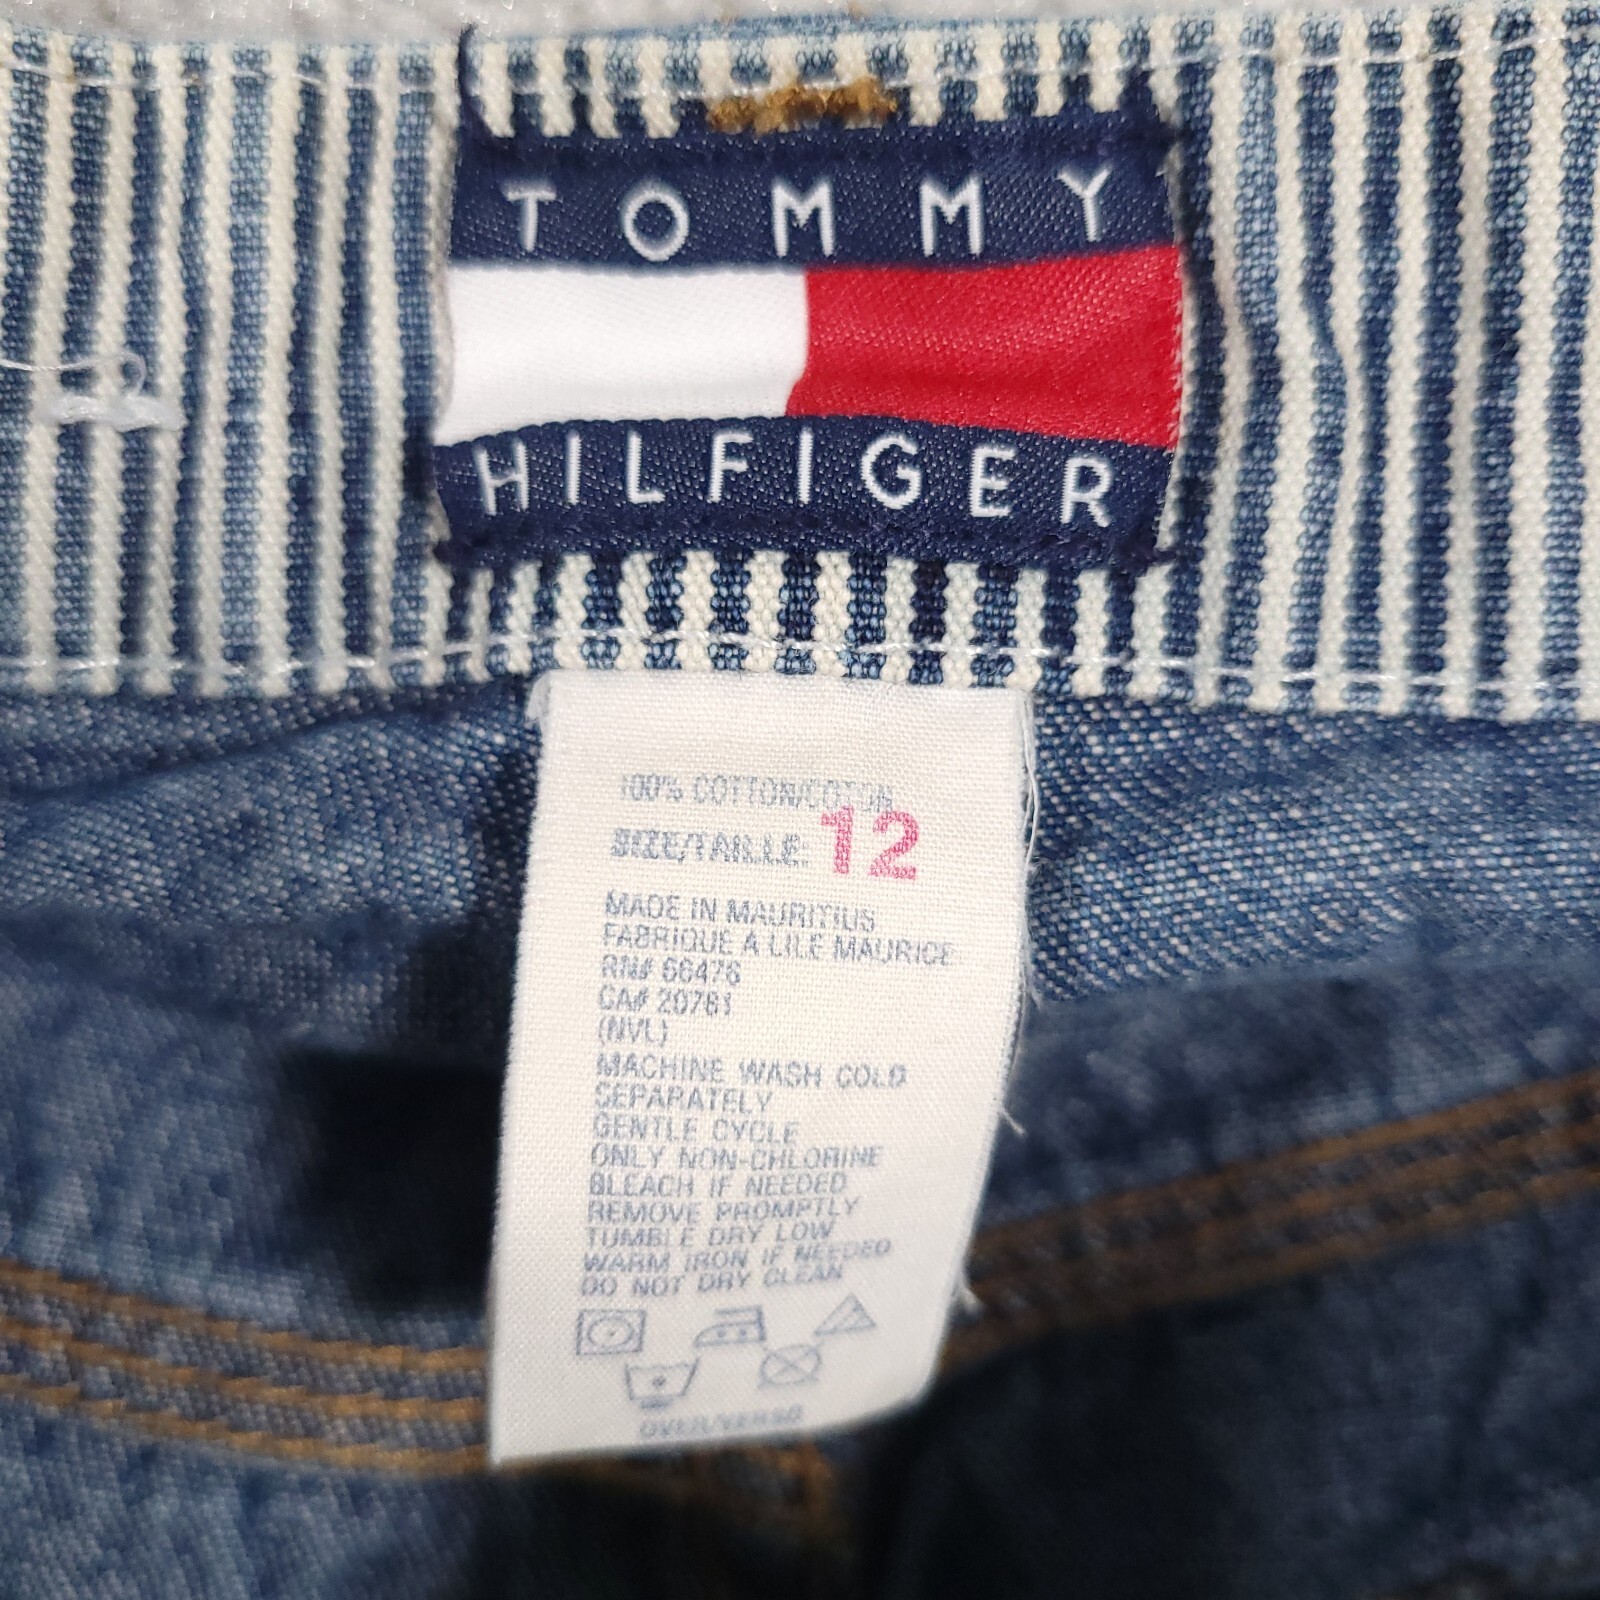 TOMMY
HILFIGER
100% COTTON/COTON
SIZE/TAILLE: 12
MADE IN MAURITIUS
FABRIQUE A L'ILE MAURICE
RN# 66476
CA# 20761
(NVL)
MACHINE WASH COLD
SEPARATELY
GENTLE CYCLE
ONLY NON-CHLORINE
BLEACH IF NEEDED
REMOVE PROMPTLY
TUMBLE DRY LOW
WARM IRON IF NEEDED
DO NOT DRY CLEAN
OVER/VERSO